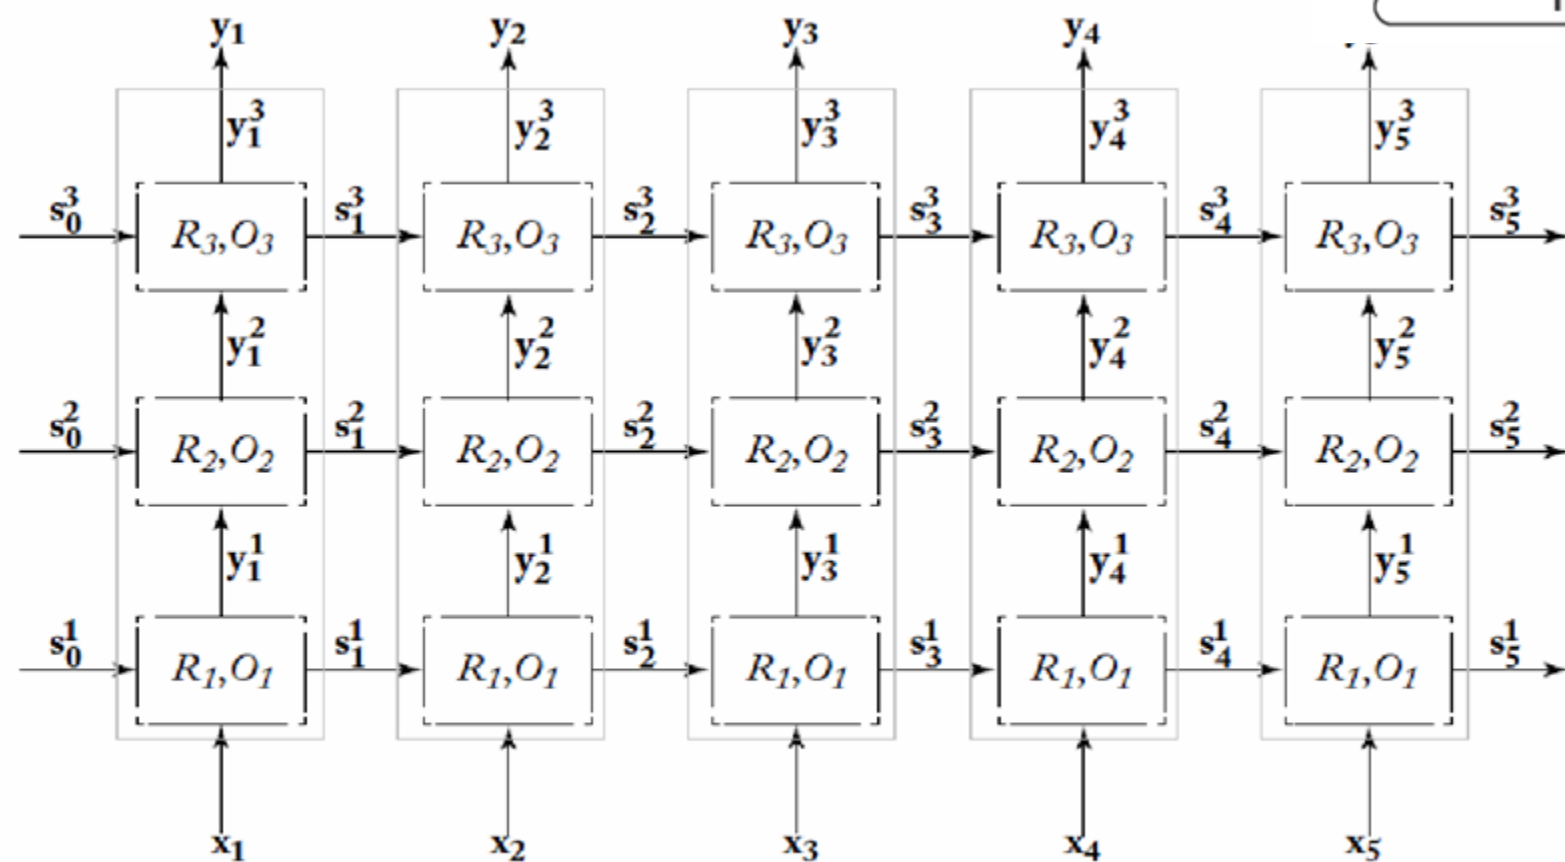 y₁ y₂ y₃ y₄
y₁³ y₂³ y₃³ y₄³ y₅³
s₀³ s₁³ s₂³ s₃³ s₄³ s₅³
R₃,O₃ R₃,O₃ R₃,O₃ R₃,O₃ R₃,O₃
y₁² y₂² y₃² y₄² y₅²
s₀² s₁² s₂² s₃² s₄² s₅²
R₂,O₂ R₂,O₂ R₂,O₂ R₂,O₂ R₂,O₂
y₁¹ y₂¹ y₃¹ y₄¹ y₅¹
s₀¹ s₁¹ s₂¹ s₃¹ s₄¹ s₅¹
R₁,O₁ R₁,O₁ R₁,O₁ R₁,O₁ R₁,O₁
x₁ x₂ x₃ x₄ x₅